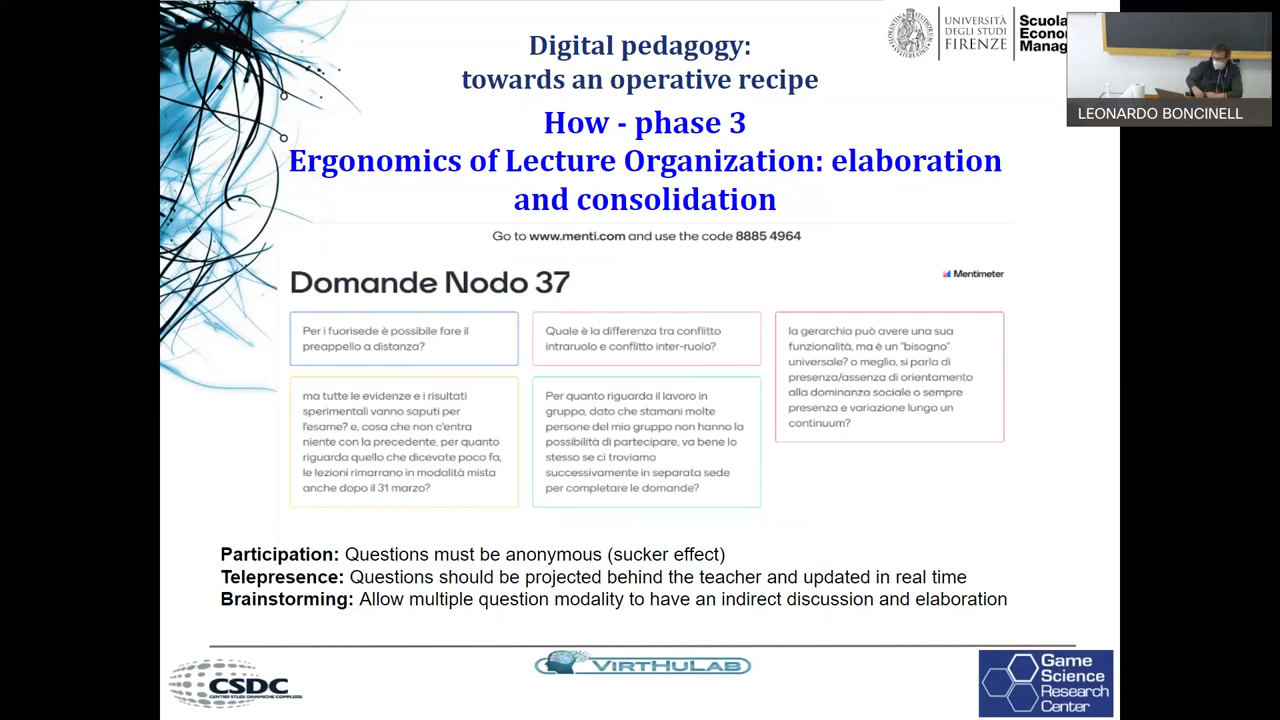 Digital pedagogy:
towards an operative recipe
UNIVERSITÀ
DEGLI STUDI
FIRENZE
Scuola
Econo
Manag
LEONARDO BONCINELL
How - phase 3
Ergonomics of Lecture Organization: elaboration
and consolidation
Go to www.menti.com and use the code 8885 4964
Domande Nodo 37
Mentimeter
Per i fuorisede è possibile fare il
preappello a distanza?
Quale è la differenza tra conflitto
intraruolo e conflitto inter-ruolo?
la gerarchia può avere una sua
funzionalità, ma è un "bisogno"
universale? o meglio, si parla di
presenza/assenza di orientamento
alla dominanza sociale o sempre
presenza e variazione lungo un
continuum?
ma tutte le evidenze e i risultati
sperimentali vanno saputi per
l'esame? e, cosa che non c'entra
niente con la precedente, per quanto
riguarda quello che dicevate poco fa,
le lezioni rimarrano in modalità mista
anche dopo il 31 marzo?
Per quanto riguarda il lavoro in
gruppo, dato che stamani molte
persone del mio gruppo non hanno la
possibilità di partecipare, va bene lo
stesso se ci troviamo
successivamente in separata sede
per completare le domande?
Participation: Questions must be anonymous (sucker effect)
Telepresence: Questions should be projected behind the teacher and updated in real time
Brainstorming: Allow multiple question modality to have an indirect discussion and elaboration
CSDC
CENTRO STUDI DINAMICHE COMPLESSE
VIRTHULAB
Game
Science
Research
Center